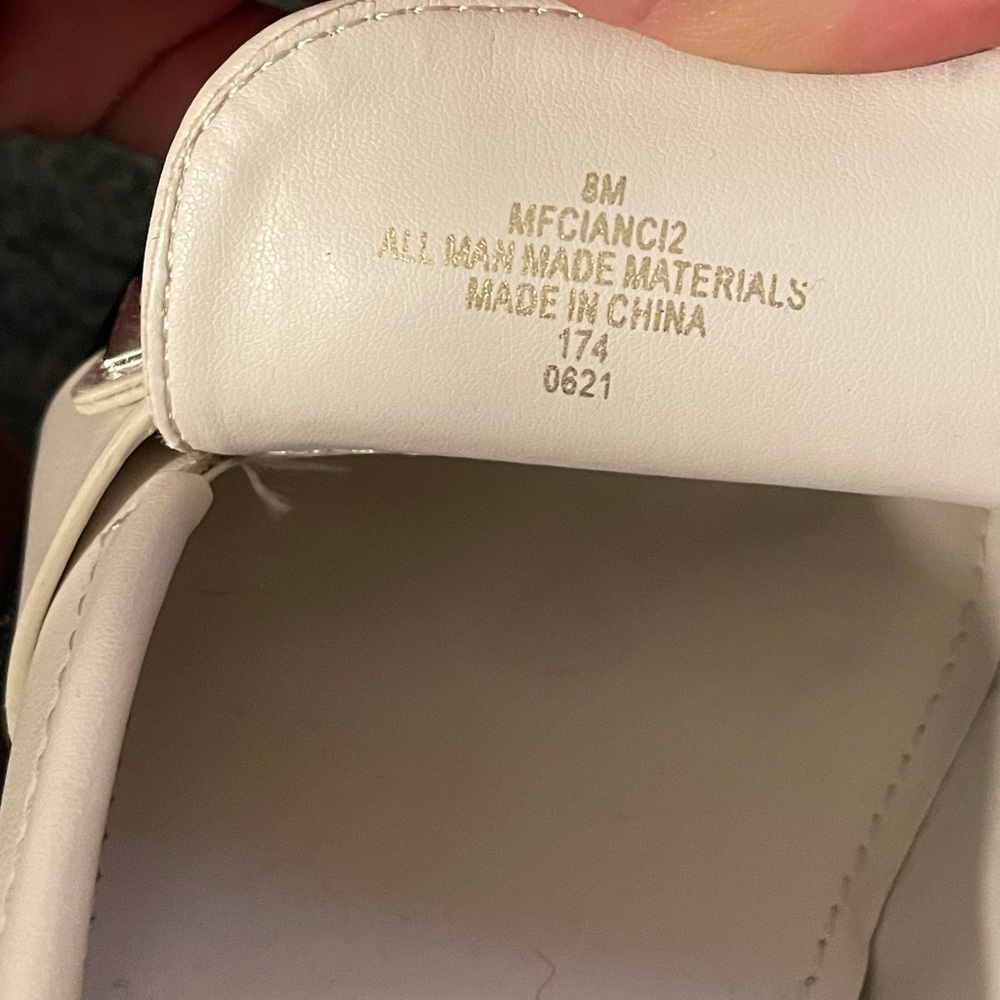 8M
MFCIANCI2
ALL MAN MADE MATERIALS
MADE IN CHINA
174
0621